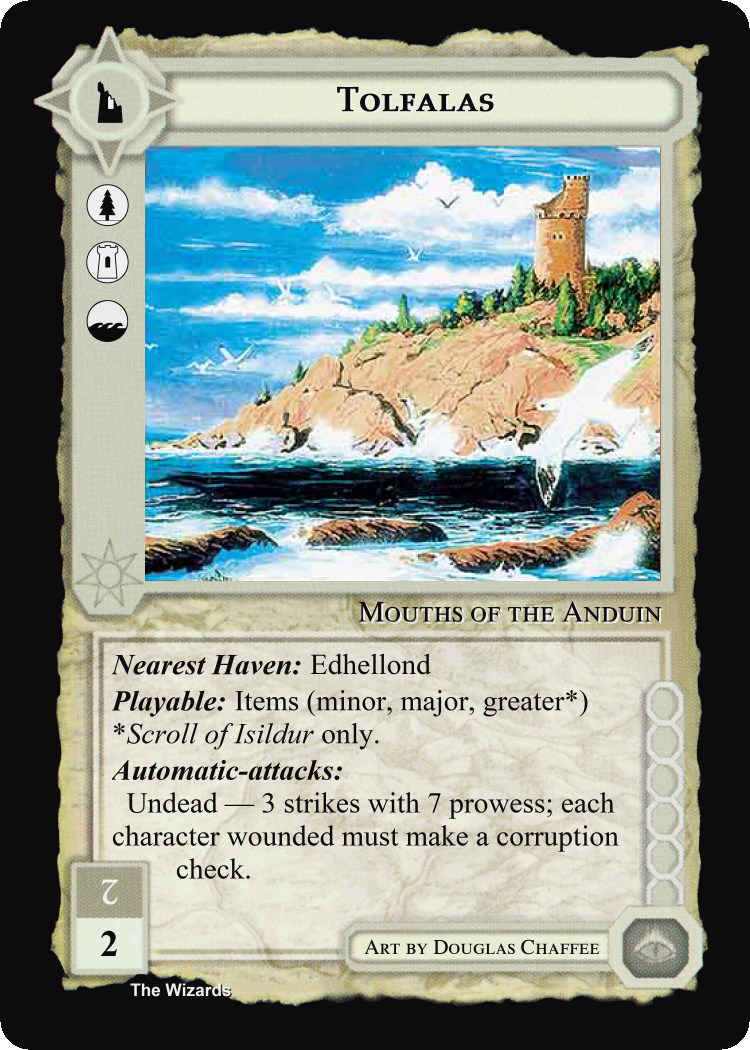 Tolfalas
Mouths of the Anduin
Nearest Haven: Edhellond
Playable: Items (minor, major, greater*)
*Scroll of Isildur only.
Automatic-attacks:
Undead — 3 strikes with 7 prowess; each
character wounded must make a corruption
check.
2
Art by Douglas Chaffee
The Wizards